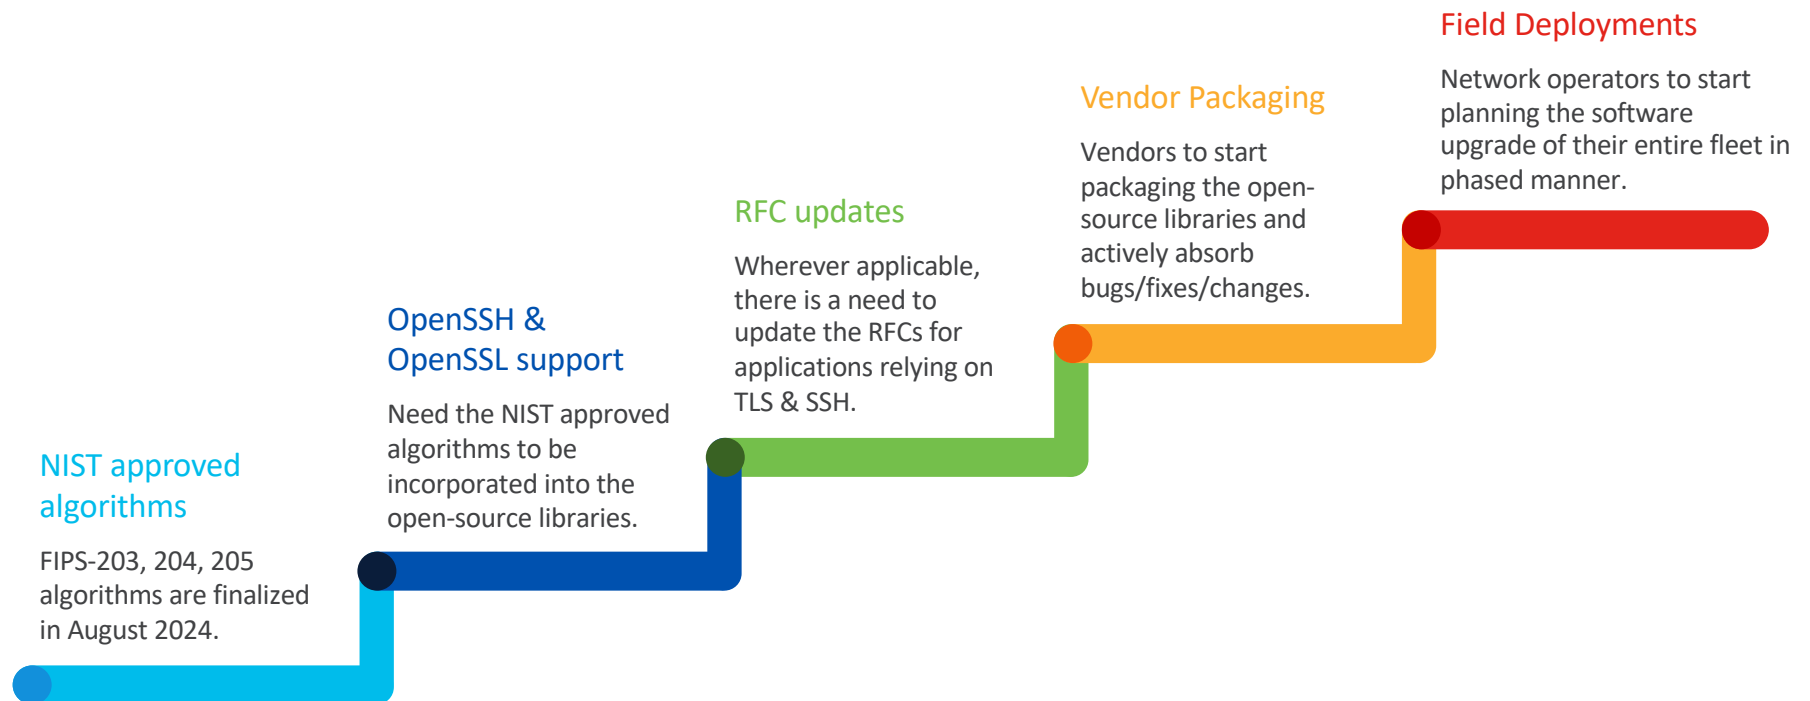 NIST approved
algorithms
FIPS-203, 204, 205
algorithms are finalized
in August 2024.
OpenSSH &
OpenSSL support
Need the NIST approved
algorithms to be
incorporated into the
open-source libraries.
RFC updates
Wherever applicable,
there is a need to
update the RFCs for
applications relying on
TLS & SSH.
Vendor Packaging
Vendors to start
packaging the open-
source libraries and
actively absorb
bugs/fixes/changes.
Field Deployments
Network operators to start
planning the software
upgrade of their entire fleet in
phased manner.